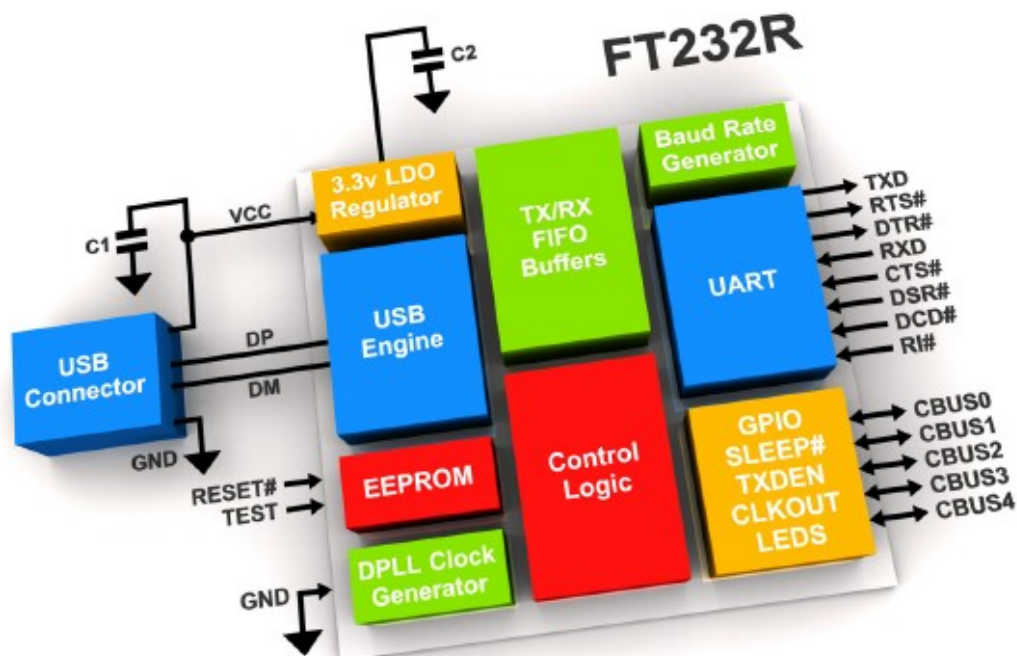 FT232R
C2
3.3v LDO
Regulator
TX/RX
FIFO
Buffers
Baud Rate
Generator
VCC
C1
USB
Connector
DP
DM
GND
USB
Engine
UART
TXD
RTS#
DTR#
RXD
CTS#
DSR#
DCD#
RI#
RESET#
TEST
EEPROM
Control
Logic
GPIO
SLEEP#
TXDEN
CLKOUT
LEDS
CBUS0
CBUS1
CBUS2
CBUS3
CBUS4
GND
DPLL Clock
Generator